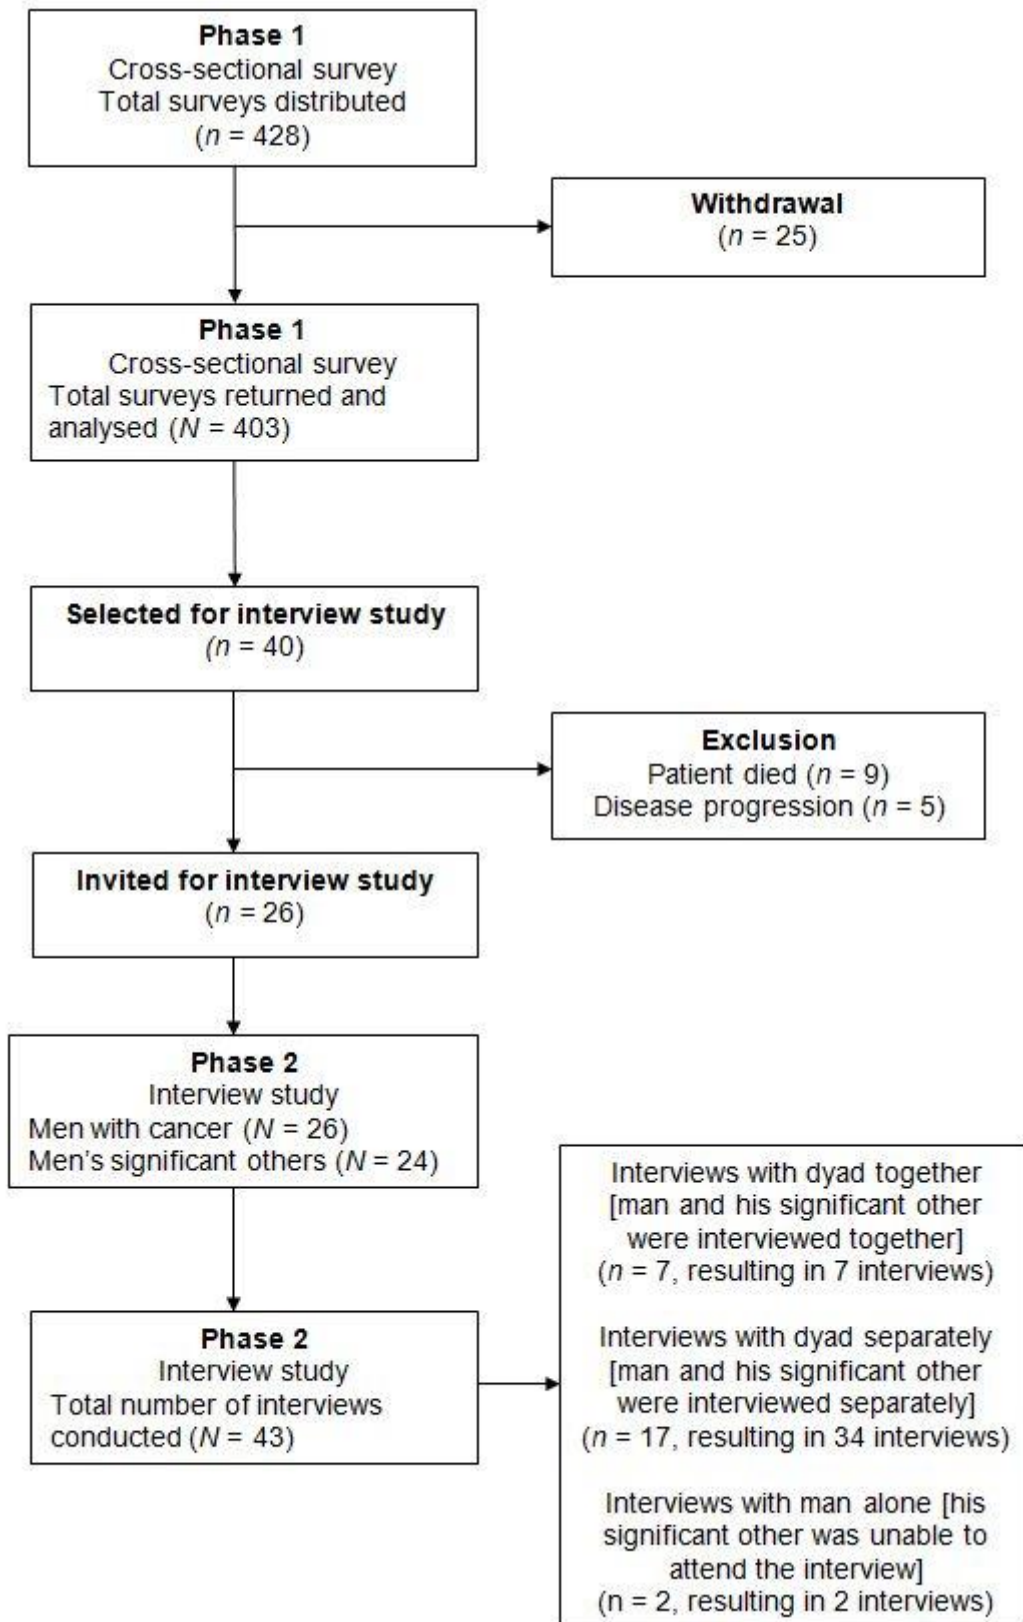 Phase 1
Cross-sectional survey
Total surveys distributed
(n = 428)
Withdrawal
(n = 25)
Phase 1
Cross-sectional survey
Total surveys returned and
analysed (N = 403)
Selected for interview study
(n = 40)
Exclusion
Patient died (n = 9)
Disease progression (n = 5)
Invited for interview study
(n = 26)
Phase 2
Interview study
Men with cancer (N = 26)
Men's significant others (N = 24)
Phase 2
Interview study
Total number of interviews
conducted (N = 43)
Interviews with dyad together
[man and his significant other
were interviewed together]
(n = 7, resulting in 7 interviews)
Interviews with dyad separately
[man and his significant other
were interviewed separately]
(n = 17, resulting in 34 interviews)
Interviews with man alone [his
significant other was unable to
attend the interview]
(n = 2, resulting in 2 interviews)